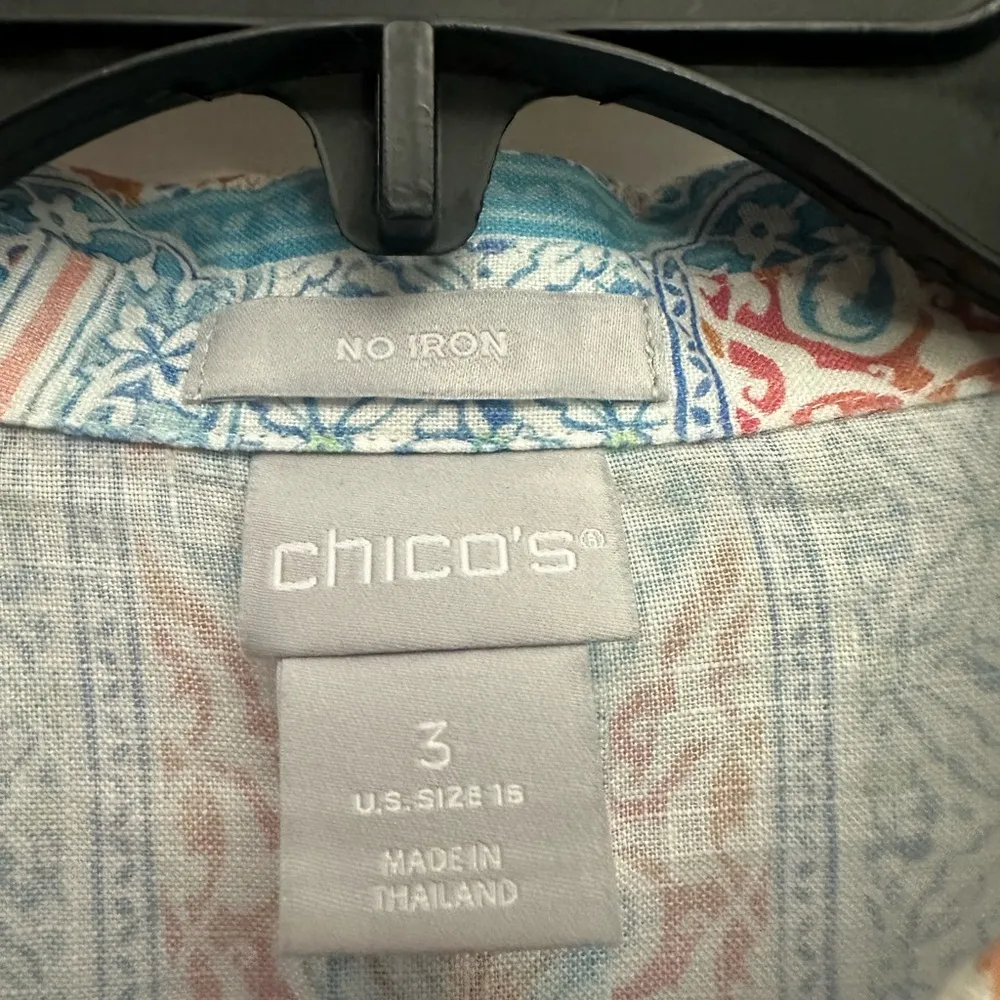 NO IRON
chico's®
3
U.S. SIZE 16
MADE IN
THAILAND